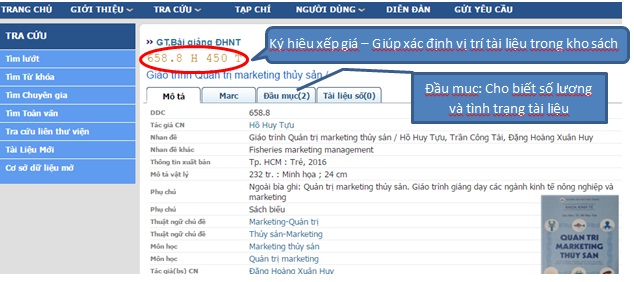 TRANG CHỦ GIỚI THIỆU TRA CỨU TẠP CHÍ NGƯỜI DÙNG DIỄN ĐÀN GỬI YÊU CẦU
TRA CỨU
Tìm lướt
Tìm Từ khóa
Tìm Chuyên gia
Tìm Toàn văn
Tra cứu liên thư viện
Tài Liệu Mới
Cơ sở dữ liệu mở
GT,Bài giảng ĐHNT
658.8 H 450 T
Ký hiệu xếp giá – Giúp xác định vị trí tài liệu trong kho sách
Giáo trình Quản trị marketing thủy sản /
Đầu mục: Cho biết số lượng
và tình trạng tài liệu
Mô tả Marc Đầu mục(2) Tài liệu số(0)
DDC 658.8
Tác giả CN Hồ Huy Tựu
Nhan đề Giáo trình Quản trị marketing thủy sản / Hồ Huy Tựu, Trần Công Tài, Đặng Hoàng Xuân Huy
Nhan đề khác Fisheries marketing management
Thông tin xuất bản Tp. HCM : Trẻ, 2016
Mô tả vật lý 232 tr. : Minh họa ; 24 cm
Phụ chú Ngoài bìa ghi: Quản trị marketing thủy sản. Giáo trình giảng dạy các ngành kinh tế nông nghiệp và
marketing
Phụ chú Sách biếu
Thuật ngữ chủ đề Marketing-Quản trị
Thuật ngữ chủ đề Thủy sản-Marketing
Môn học Marketing thủy sản
Môn học Quản trị marketing
Tác giả(bs) CN Đặng Hoàng Xuân Huy
QUẢN TRỊ
MARKETING
THỦY SẢN